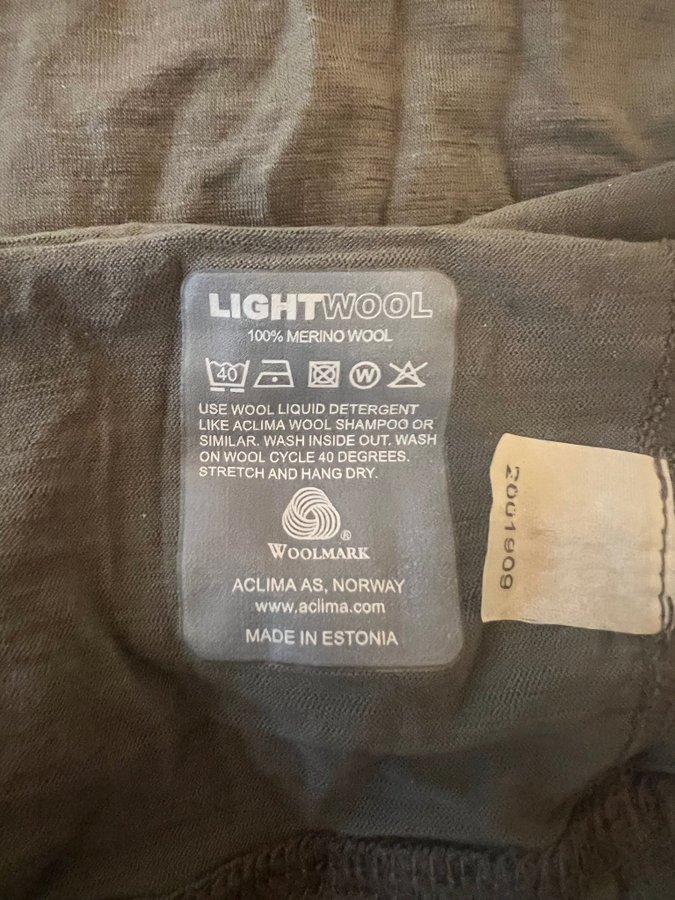 LIGHTWOOL
100% MERINO WOOL
40 W
USE WOOL LIQUID DETERGENT
LIKE ACLIMA WOOL SHAMPOO OR
SIMILAR. WASH INSIDE OUT. WASH
ON WOOL CYCLE 40 DEGREES.
STRETCH AND HANG DRY.
®
WOOLMARK
ACLIMA AS, NORWAY
www.aclima.com
MADE IN ESTONIA
2001909